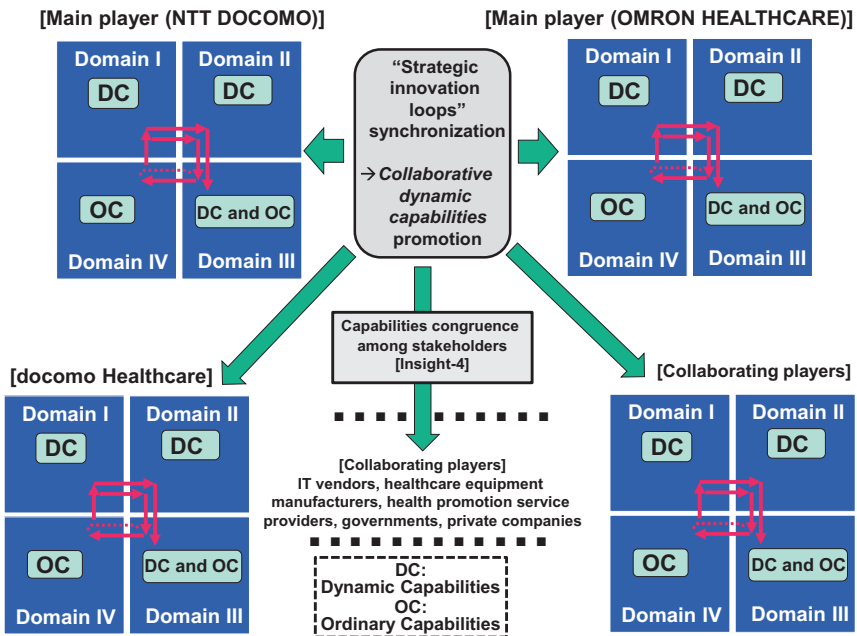 [Main player (NTT DOCOMO)]
Domain I
Domain II
DC
DC
OC
DC and OC
Domain IV
Domain III
“Strategic
innovation
loops”
synchronization
→Collaborative
dynamic
capabilities
promotion
[Main player (OMRON HEALTHCARE)]
Domain I
Domain II
DC
DC
OC
DC and OC
Domain IV
Domain III
Capabilities congruence
among stakeholders
[Insight-4]
[docomo Healthcare]
Domain I
Domain II
DC
DC
OC
DC and OC
Domain IV
Domain III
[Collaborating players]
IT vendors, healthcare equipment
manufacturers, health promotion service
providers, governments, private companies
DC:
Dynamic Capabilities
OC:
Ordinary Capabilities
[Collaborating players]
Domain I
Domain II
DC
DC
OC
DC and OC
Domain IV
Domain III